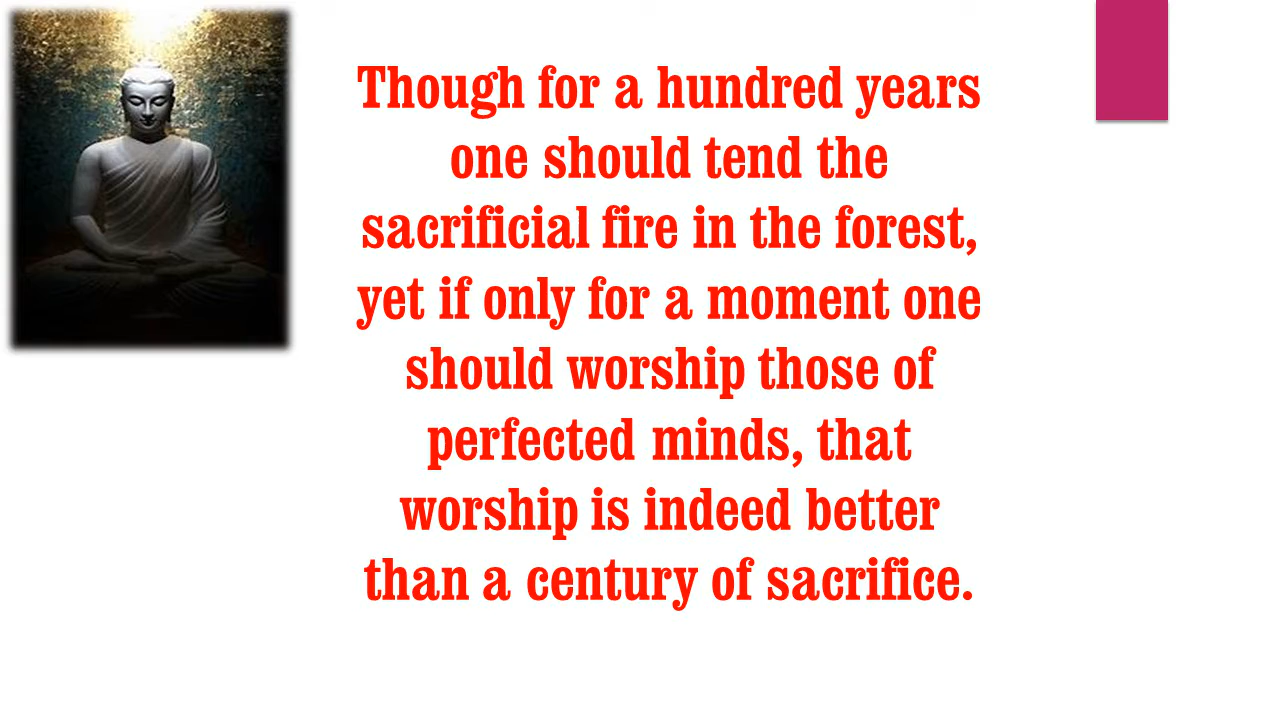 Though for a hundred years
one should tend the
sacrificial fire in the forest,
yet if only for a moment one
should worship those of
perfected minds, that
worship is indeed better
than a century of sacrifice.